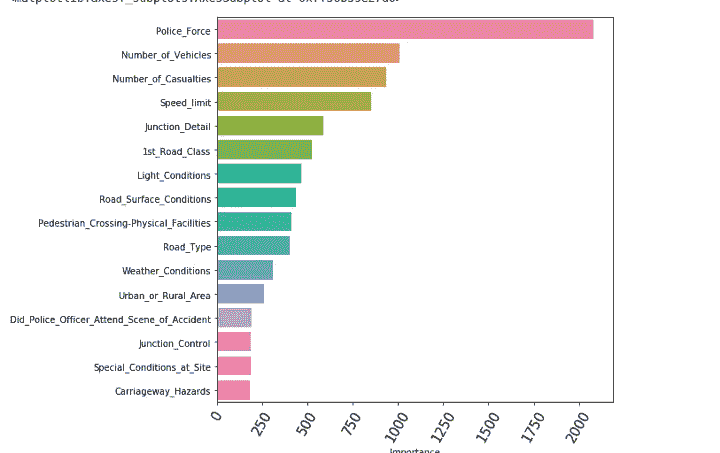 Police_Force
Number_of_Vehicles
Number_of_Casualties
Speed_limit
Junction_Detail
1st_Road_Class
Light_Conditions
Road_Surface_Conditions
Pedestrian_Crossing-Physical_Facilities
Road_Type
Weather_Conditions
Urban_or_Rural_Area
Did_Police_Officer_Attend_Scene_of_Accident
Junction_Control
Special_Conditions_at_Site
Carriageway_Hazards
0 250 500 750 1000 1250 1500 1750 2000
importance